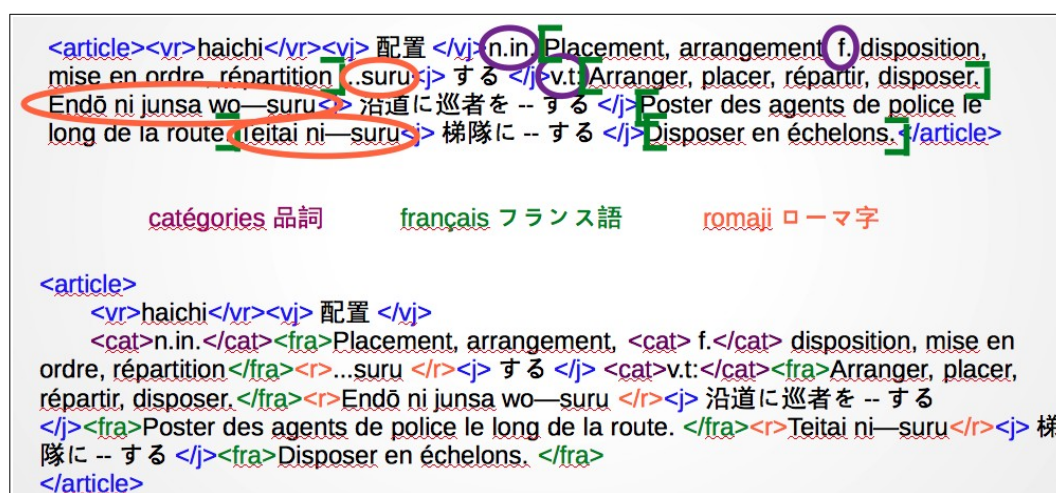 <article><vr>haichi</vr><vj> 配置 </vj>n.in. Placement, arrangement, f. disposition,
mise en ordre, répartition ...suru<j> する </j>v.t: Arranger, placer, répartir, disposer.
Endō ni junsa wo—suru<j> 沿道に巡者を -- する </j>Poster des agents de police le
long de la route. Teitai ni—suru<j> 梯隊に -- する </j>Disposer en échelons.</article>
catégories 品詞 français フランス語 romaji ローマ字
<article>
<vr>haichi</vr><vj> 配置 </vj>
<cat>n.in.</cat><fra>Placement, arrangement, <cat> f.</cat> disposition, mise en
ordre, répartition</fra><r>...suru </r><j> する </j> <cat>v.t:</cat><fra>Arranger, placer,
répartir, disposer.</fra><r>Endō ni junsa wo—suru </r><j> 沿道に巡者を -- する
</j><fra>Poster des agents de police le long de la route. </fra><r>Teitai ni—suru</r><j> 梯
隊に -- する </j><fra>Disposer en échelons. </fra>
</article>